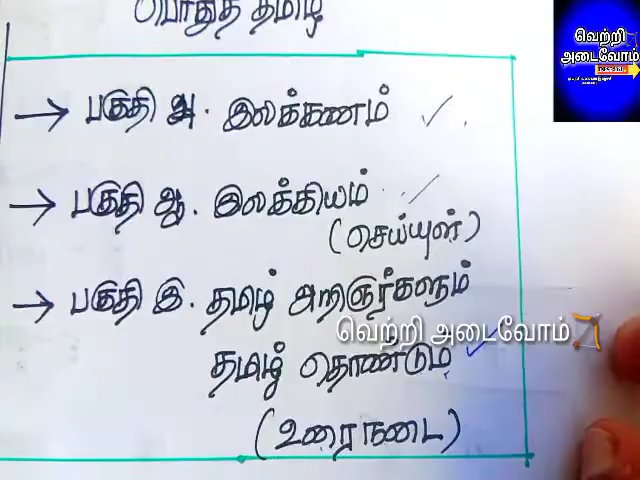 பொதுத் தமிழ்
வெற்றி
அடைவோம்
→ பகுதி அ. இலக்கணம் ✓.
→ பகுதி ஆ. இலக்கியம்
(செய்யுள்)
→ பகுதி இ. தமிழ் அறிஞர்களும்
வெற்றி அடைவோம்
தமிழ் தொண்டும் ✓
(உரைநடை)